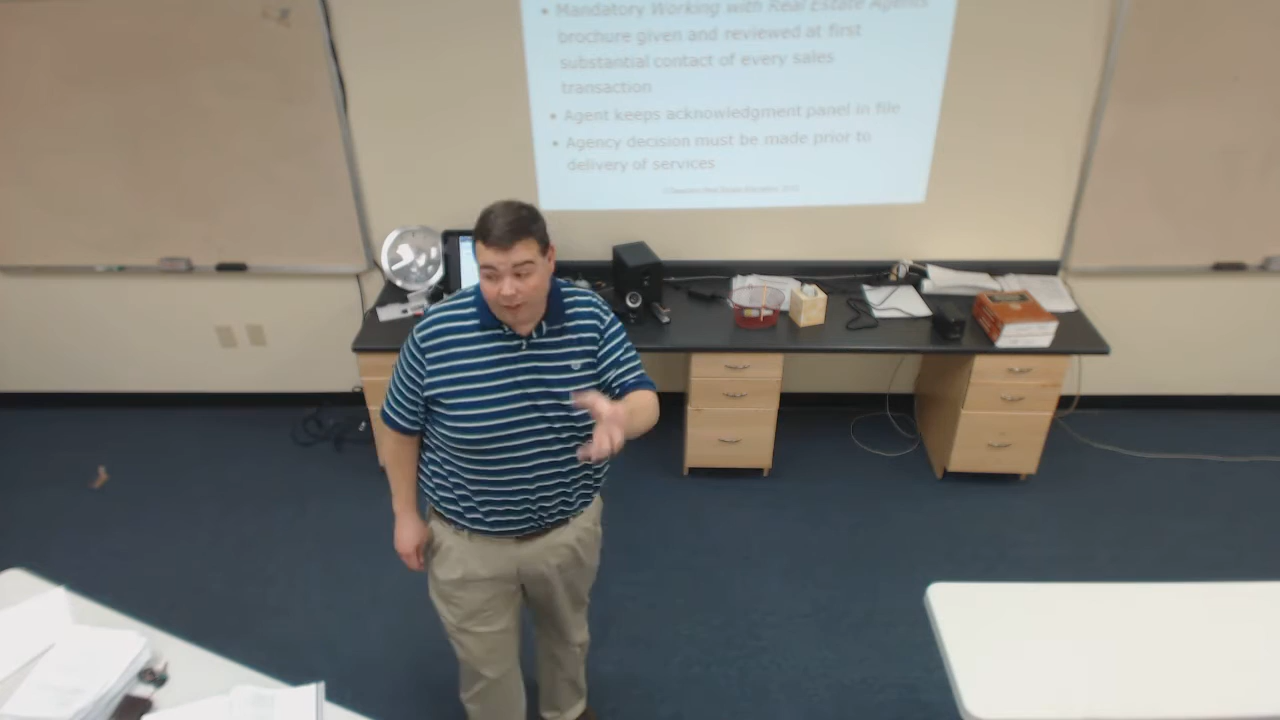 • Mandatory Working with Real Estate Agents
brochure given and reviewed at first
substantial contact of every sales
transaction
• Agent keeps acknowledgment panel in file
• Agency decision must be made prior to
delivery of services